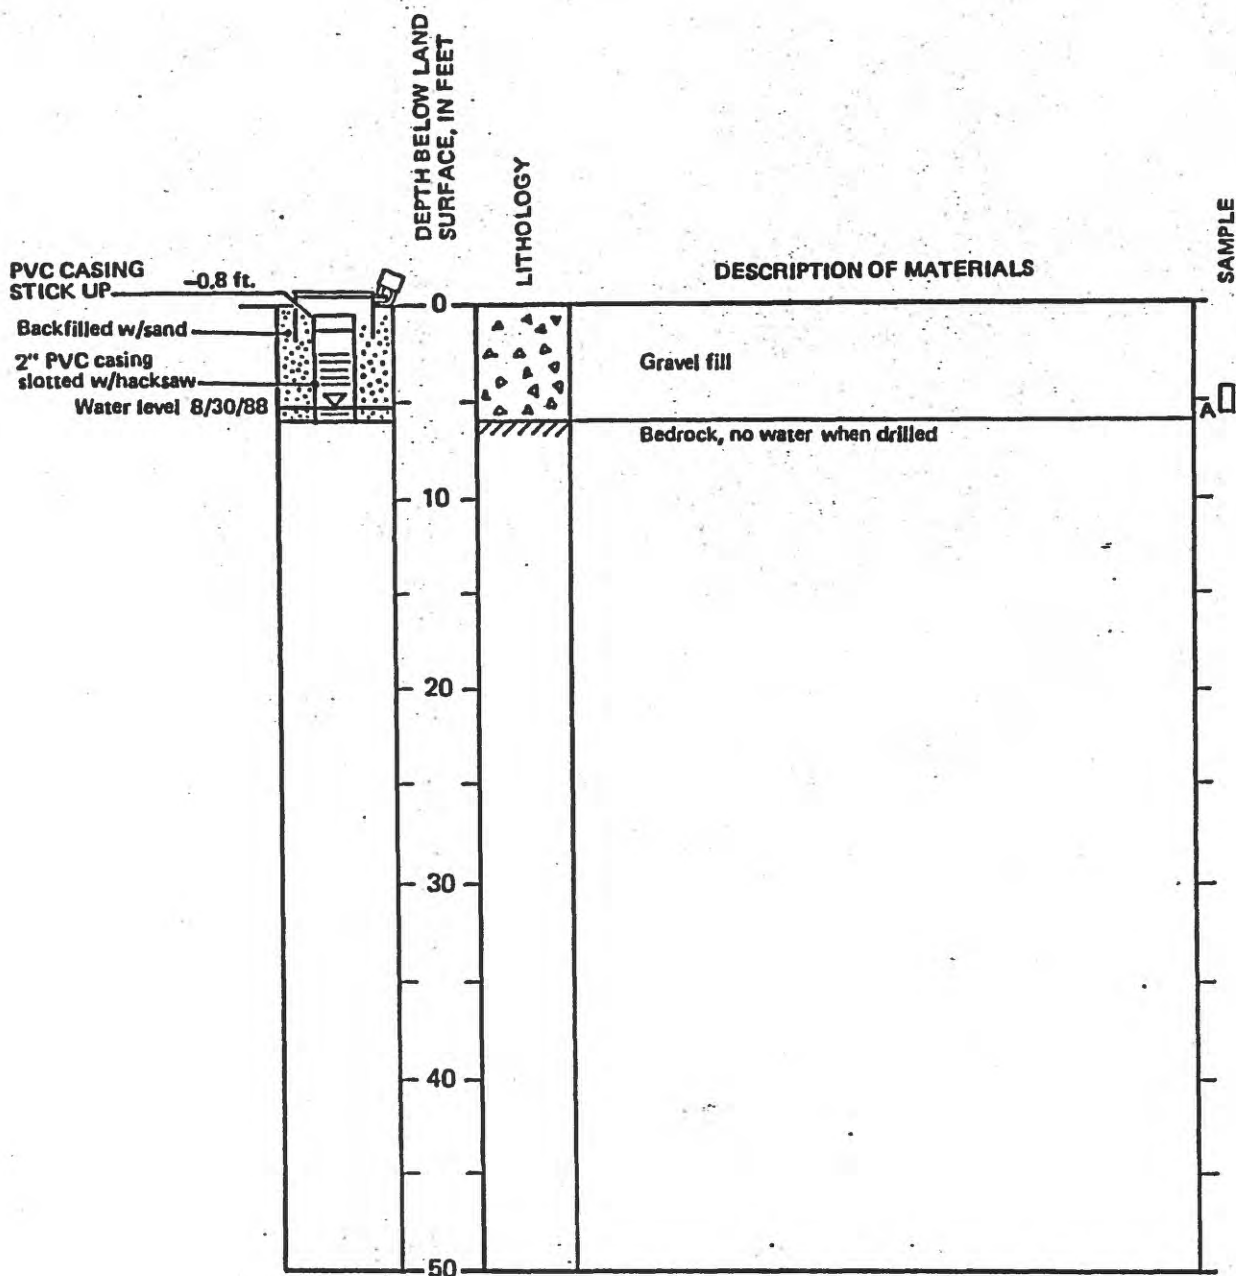 DEPTH BELOW LAND
SURFACE, IN FEET
LITHOLOGY
SAMPLE
DESCRIPTION OF MATERIALS
PVC CASING
STICK UP
-0.8 ft.
0
Backfilled w/sand
2" PVC casing
slotted w/hacksaw
Water level 8/30/88
Gravel fill
A
Bedrock, no water when drilled
10
20
30
40
50